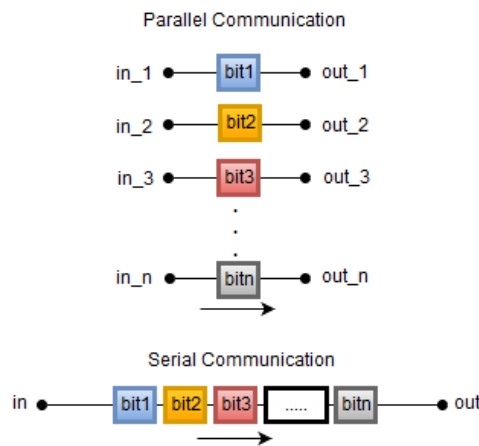 Parallel Communication
in_1 bit1 out_1
in_2 bit2 out_2
in_3 bit3 out_3
.
.
.
in_n bitn out_n
Serial Communication
in bit1 bit2 bit3 ..... bitn out